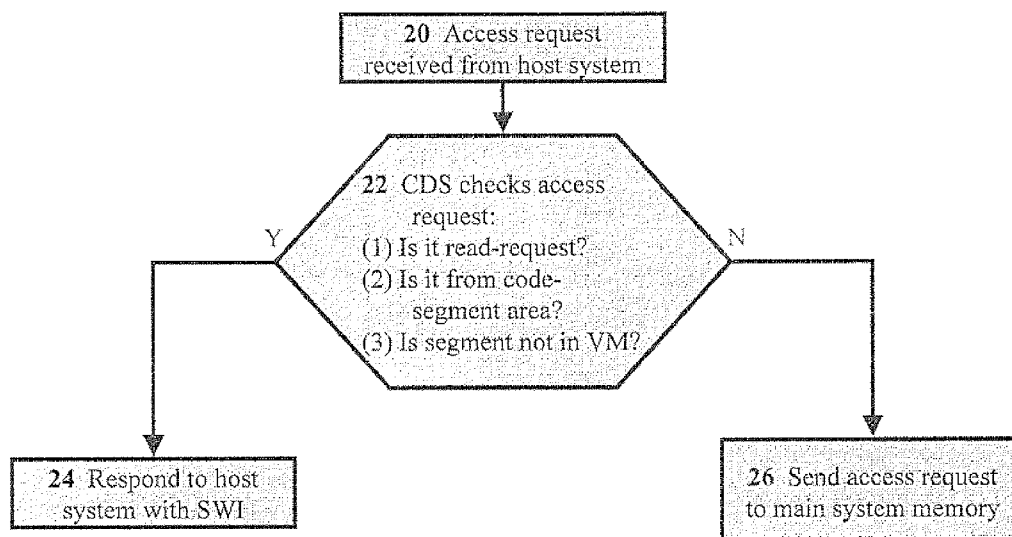 20 Access request
received from host system
22 CDS checks access
request:
Y
N
(1) Is it read-request?
(2) Is it from code-
segment area?
(3) Is segment not in VM?
24 Respond to host
system with SWI
26 Send access request
to main system memory